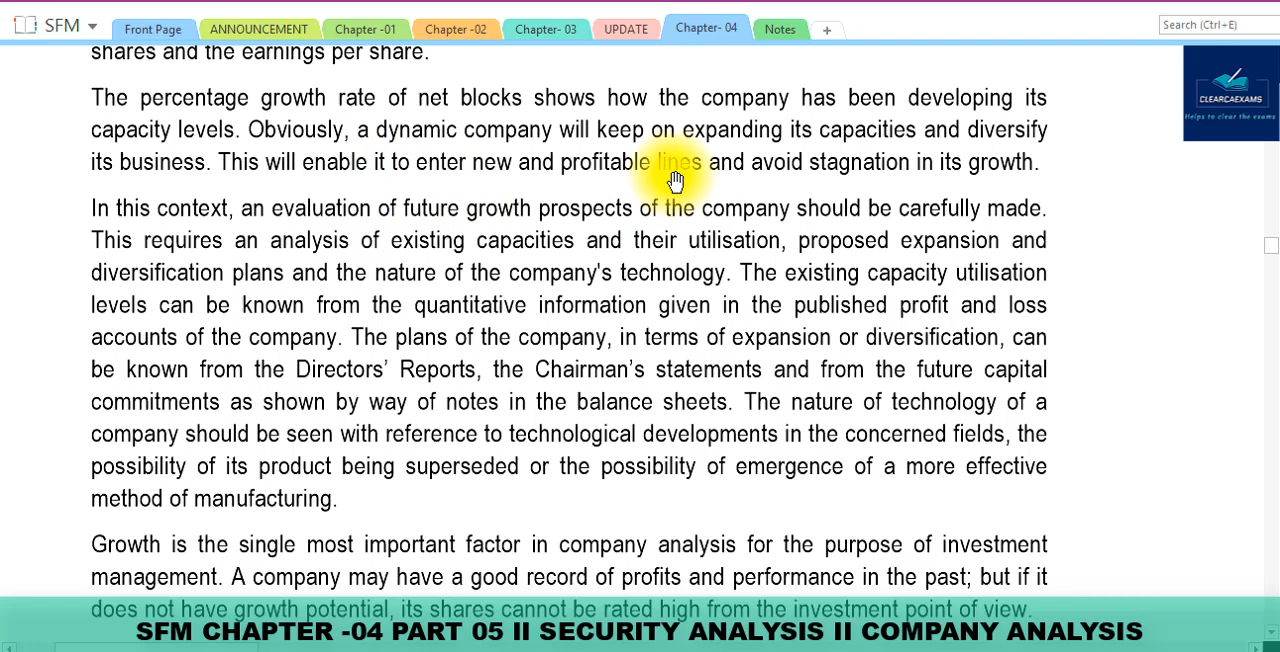 SFM
Front Page
ANNOUNCEMENT
Chapter -01
Chapter -02
Chapter- 03
UPDATE
Chapter- 04
Notes
+
Search (Ctrl+E)
shares and the earnings per share.
CLEARCAEXAMS
Helps to clear the exams
The percentage growth rate of net blocks shows how the company has been developing its
capacity levels. Obviously, a dynamic company will keep on expanding its capacities and diversify
its business. This will enable it to enter new and profitable lines and avoid stagnation in its growth.
In this context, an evaluation of future growth prospects of the company should be carefully made.
This requires an analysis of existing capacities and their utilisation, proposed expansion and
diversification plans and the nature of the company's technology. The existing capacity utilisation
levels can be known from the quantitative information given in the published profit and loss
accounts of the company. The plans of the company, in terms of expansion or diversification, can
be known from the Directors’ Reports, the Chairman’s statements and from the future capital
commitments as shown by way of notes in the balance sheets. The nature of technology of a
company should be seen with reference to technological developments in the concerned fields, the
possibility of its product being superseded or the possibility of emergence of a more effective
method of manufacturing.
Growth is the single most important factor in company analysis for the purpose of investment
management. A company may have a good record of profits and performance in the past; but if it
does not have growth potential, its shares cannot be rated high from the investment point of view.
SFM CHAPTER -04 PART 05 II SECURITY ANALYSIS II COMPANY ANALYSIS